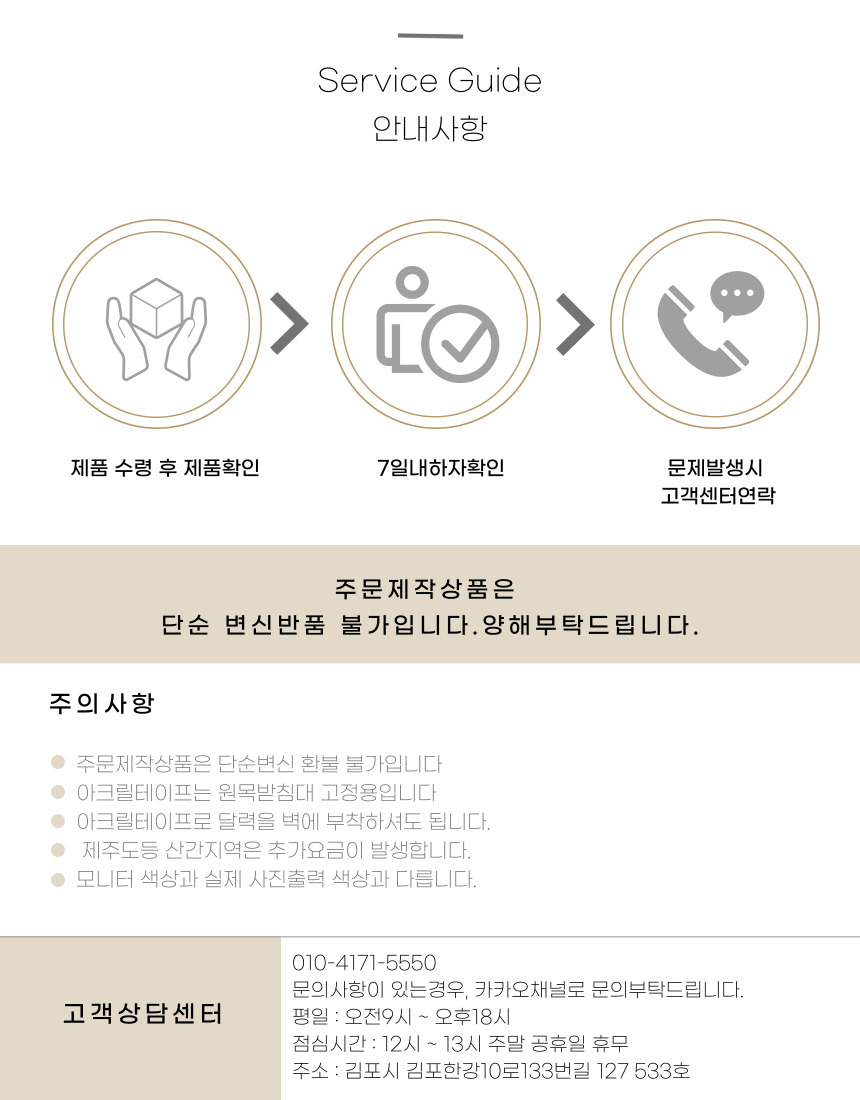 Service Guide
안내사항
제품 수령 후 제품확인
7일내하자확인
문제발생시
고객센터연락
주문제작상품은
단순 변신반품 불가입니다.양해부탁드립니다.
주의사항
주문제작상품은 단순변신 환불 불가입니다
아크릴테이프는 원목받침대 고정용입니다
아크릴테이프로 달력을 벽에 부착하셔도 됩니다.
제주도등 산간지역은 추가요금이 발생합니다.
모니터 색상과 실제 사진출력 색상과 다릅니다.
고객상담센터
010-4171-5550
문의사항이 있는경우, 카카오채널로 문의부탁드립니다.
평일 : 오전9시 ~ 오후18시
점심시간 : 12시 ~ 13시 주말 공휴일 휴무
주소 : 김포시 김포한강10로133번길 127 533호